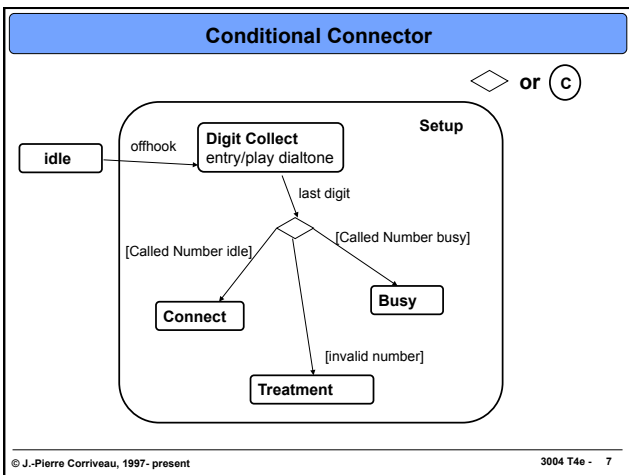 Conditional Connector
or C
Setup
idle
offhook
Digit Collect
entry/play dialtone
last digit
[Called Number idle]
[Called Number busy]
Connect
Busy
[invalid number]
Treatment
© J.-Pierre Corriveau, 1997- present
3004 T4e - 7